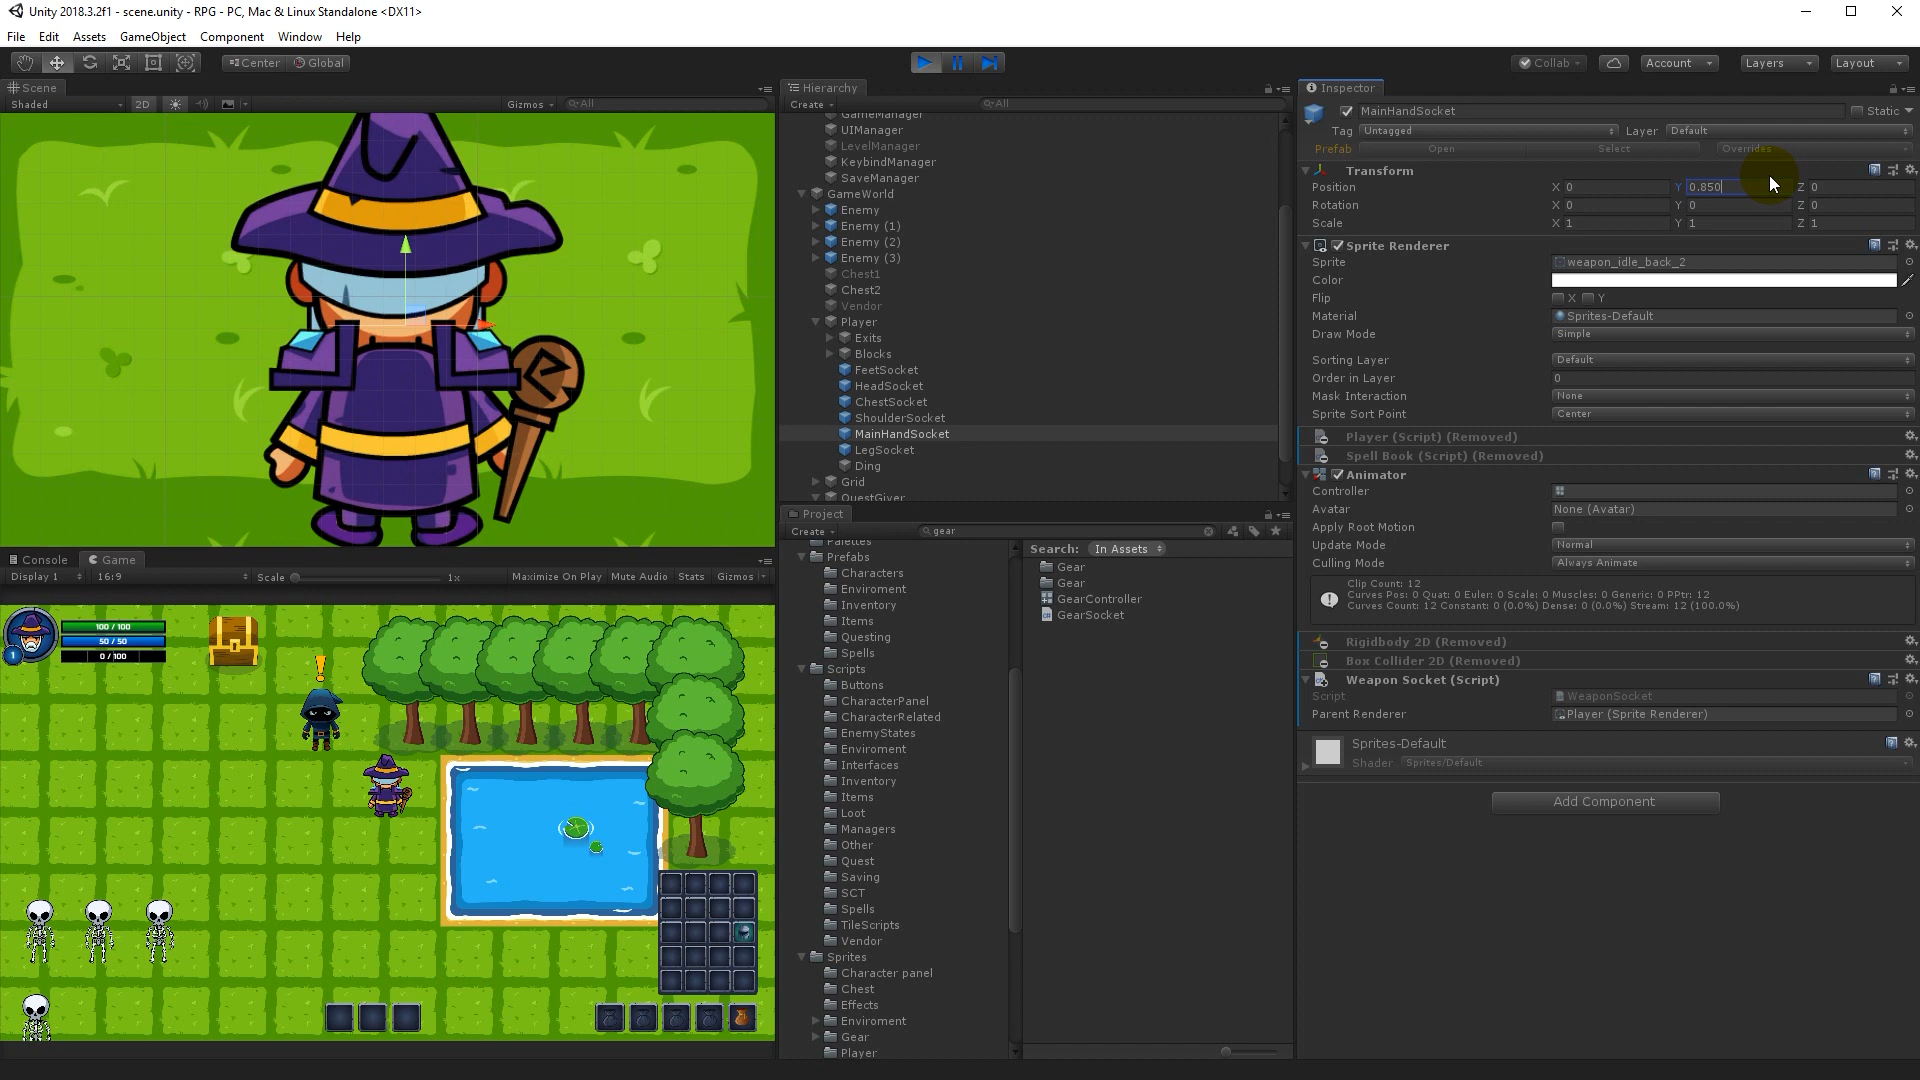 Unity 2018.3.2f1 - scene.unity - RPG - PC, Mac & Linux Standalone <DX11>
File Edit Assets GameObject Component Window Help
Center Global
Collab Account Layers Layout
Scene
Shaded 2D Gizmos All
Hierarchy
Create All
GameManager
UIManager
LevelManager
KeybindManager
SaveManager
GameWorld
Enemy
Enemy (1)
Enemy (2)
Enemy (3)
Chest1
Chest2
Vendor
Player
Exits
Blocks
FeetSocket
HeadSocket
ChestSocket
ShoulderSocket
MainHandSocket
LegSocket
Ding
Grid
QuestGiver
Inspector
MainHandSocket Static
Tag Untagged Layer Default
Prefab Open Select Overrides
Transform
Position X 0 Y 0.850 Z 0
Rotation X 0 Y 0 Z 0
Scale X 1 Y 1 Z 1
Sprite Renderer
Sprite weapon_idle_back_2
Color
Flip X Y
Material Sprites-Default
Draw Mode Simple
Sorting Layer Default
Order in Layer 0
Mask Interaction None
Sprite Sort Point Center
Player (Script) (Removed)
Spell Book (Script) (Removed)
Animator
Controller
Avatar None (Avatar)
Apply Root Motion
Update Mode Normal
Culling Mode Always Animate
Clip Count: 12
Curves Pos: 0 Quat: 0 Euler: 0 Scale: 0 Muscles: 0 Generic: 0 PPtr: 12
Curves Count: 12 Constant: 0 (0.0%) Dense: 0 (0.0%) Stream: 12 (100.0%)
Rigidbody 2D (Removed)
Box Collider 2D (Removed)
Weapon Socket (Script)
Script WeaponSocket
Parent Renderer Player (Sprite Renderer)
Sprites-Default
Shader Sprites/Default
Add Component
Console Game
Display 1 16:9 Scale 1x Maximize On Play Mute Audio Stats Gizmos
100 / 100
50 / 50
0 / 100
1
!
Project
Create gear
Palettes
Prefabs
Characters
Enviroment
Inventory
Items
Questing
Spells
Scripts
Buttons
CharacterPanel
CharacterRelated
EnemyStates
Enviroment
Interfaces
Inventory
Items
Loot
Managers
Other
Quest
Saving
SCT
Spells
TileScripts
Vendor
Sprites
Character panel
Chest
Effects
Enviroment
Gear
Player
Search: In Assets
Gear
Gear
GearController
GearSocket